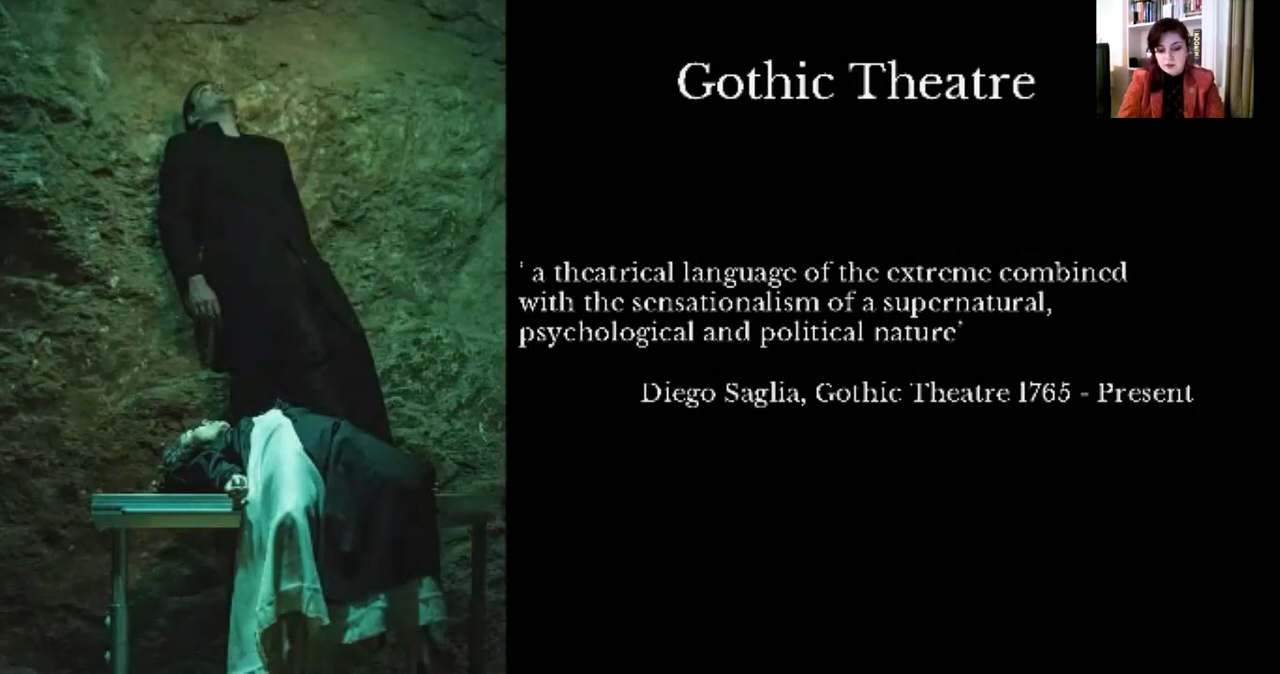 Gothic Theatre
' a theatrical language of the extreme combined
with the sensationalism of a supernatural,
psychological and political nature'
Diego Saglia, Gothic Theatre 1765 - Present